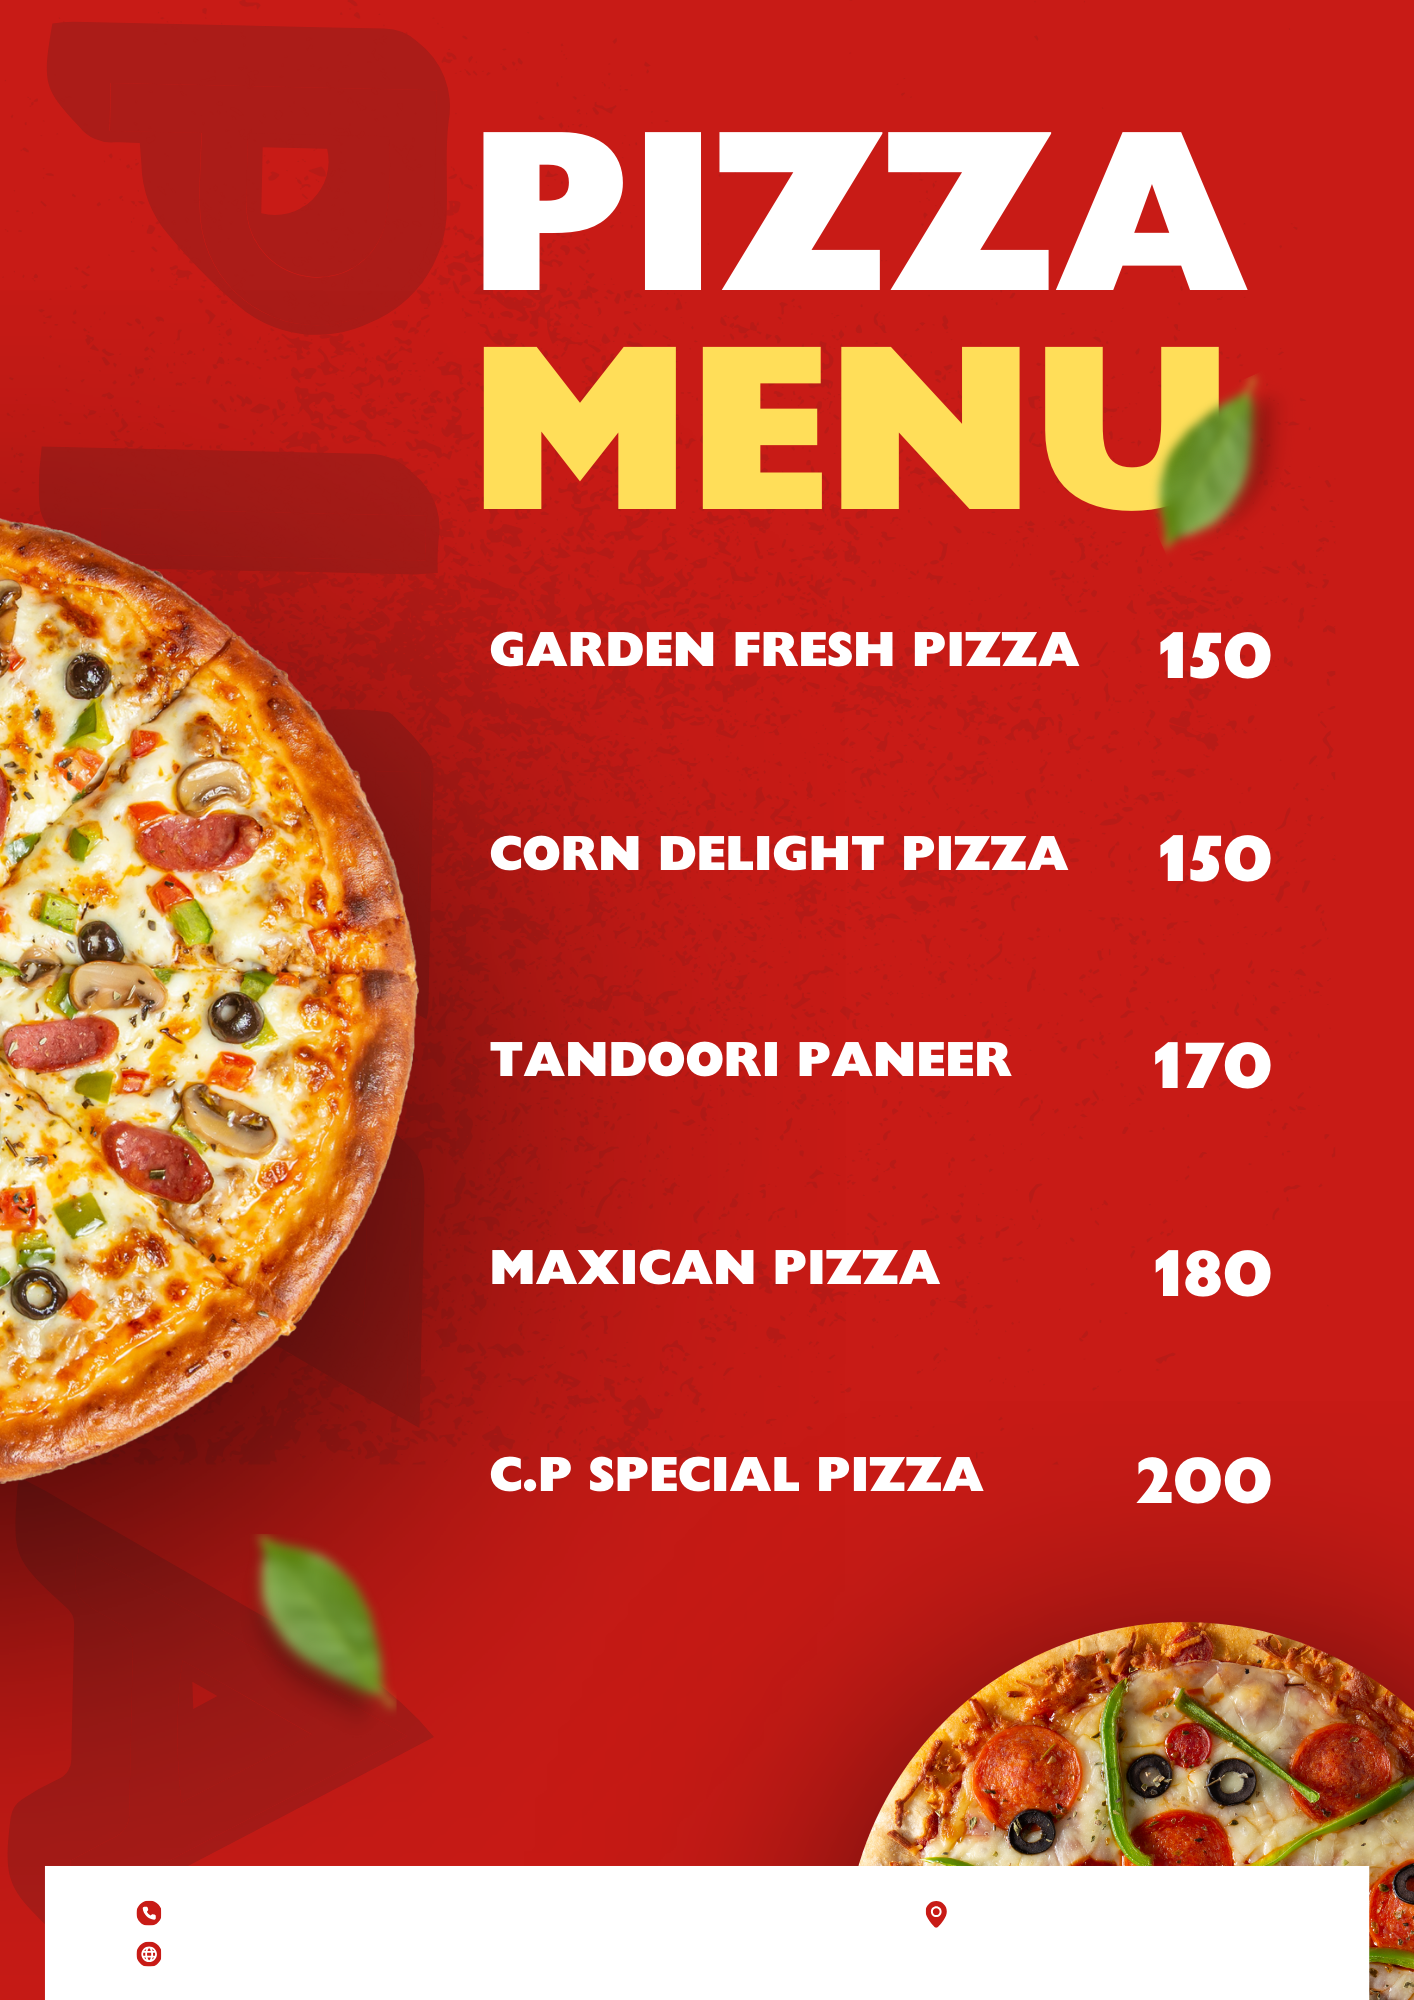 PIZZA
MENU
GARDEN FRESH PIZZA 150
CORN DELIGHT PIZZA 150
TANDOORI PANEER 170
MAXICAN PIZZA 180
C.P SPECIAL PIZZA 200
PIZZA